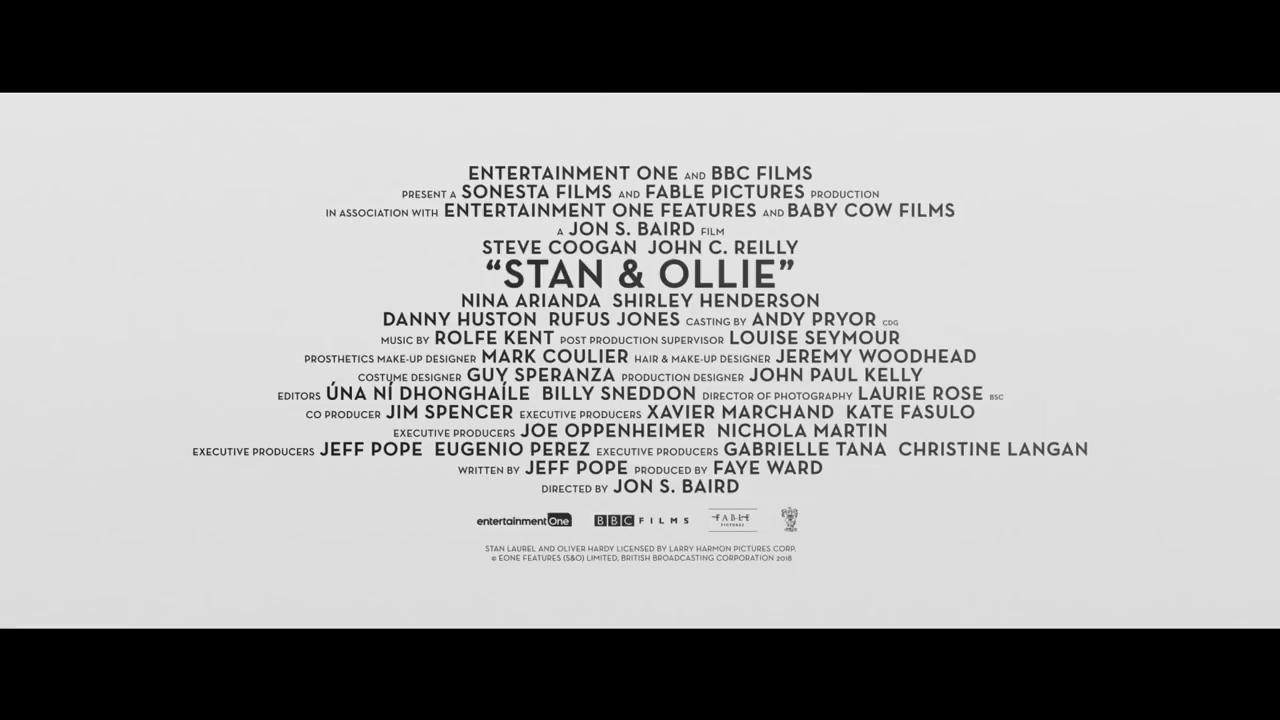 ENTERTAINMENT ONE AND BBC FILMS
PRESENT A SONESTA FILMS AND FABLE PICTURES PRODUCTION
IN ASSOCIATION WITH ENTERTAINMENT ONE FEATURES AND BABY COW FILMS
A JON S. BAIRD FILM
STEVE COOGAN JOHN C. REILLY
“STAN & OLLIE”
NINA ARIANDA SHIRLEY HENDERSON
DANNY HUSTON RUFUS JONES CASTING BY ANDY PRYOR CDG
MUSIC BY ROLFE KENT POST PRODUCTION SUPERVISOR LOUISE SEYMOUR
PROSTHETICS MAKE-UP DESIGNER MARK COULIER HAIR & MAKE-UP DESIGNER JEREMY WOODHEAD
COSTUME DESIGNER GUY SPERANZA PRODUCTION DESIGNER JOHN PAUL KELLY
EDITORS ÚNA NÍ DHONGHAÍLE BILLY SNEDDON DIRECTOR OF PHOTOGRAPHY LAURIE ROSE BSC
CO PRODUCER JIM SPENCER EXECUTIVE PRODUCERS XAVIER MARCHAND KATE FASULO
EXECUTIVE PRODUCERS JOE OPPENHEIMER NICHOLA MARTIN
EXECUTIVE PRODUCERS JEFF POPE EUGENIO PEREZ EXECUTIVE PRODUCERS GABRIELLE TANA CHRISTINE LANGAN
WRITTEN BY JEFF POPE PRODUCED BY FAYE WARD
DIRECTED BY JON S. BAIRD
entertainment One BBC FILMS FABLE PICTURES
STAN LAUREL AND OLIVER HARDY LICENSED BY LARRY HARMON PICTURES CORP.
© EONE FEATURES (S&O) LIMITED, BRITISH BROADCASTING CORPORATION 2018